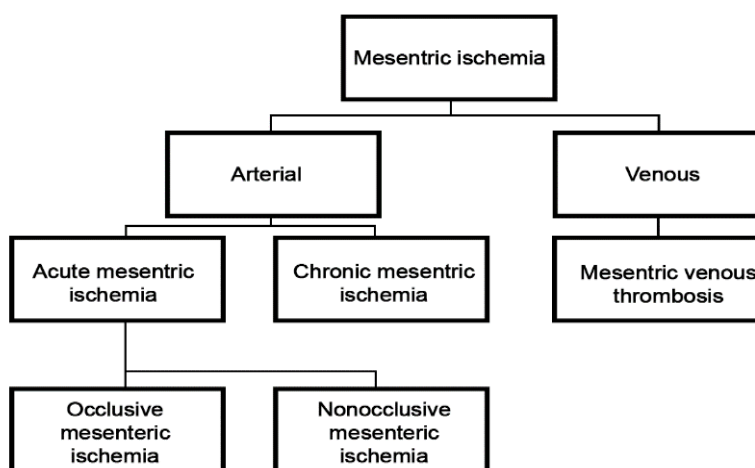 Mesentric ischemia
Arterial
Venous
Acute mesentric
ischemia
Chronic mesentric
ischemia
Mesentric venous
thrombosis
Occlusive
mesenteric
ischemia
Nonocclusive
mesenteric
ischemia